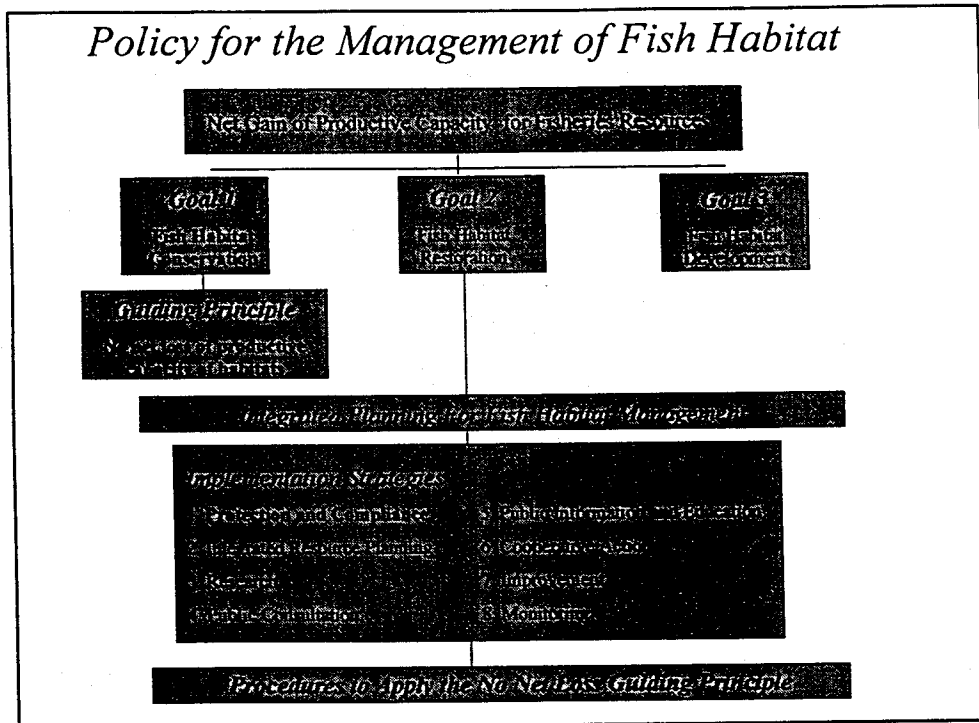 Policy for the Management of Fish Habitat
Net Gain of Productive Capacity for Fisheries Resources
Goal 1
Fish Habitat
Conservation
Goal 2
Fish Habitat
Restoration
Goal 3
Fish Habitat
Development
Guiding Principle
No net loss of productive
capacity of habitats
Integrated Planning For Fish Habitat Management
Implementation Strategies
Protection and Compliance
2 Integrated Resource Planning
3 Research
4 Public Consultation
5 Public Information and Education
6 Cooperative Action
7 Improvement
8 Monitoring
Procedures to Apply the No Net Loss Guiding Principle